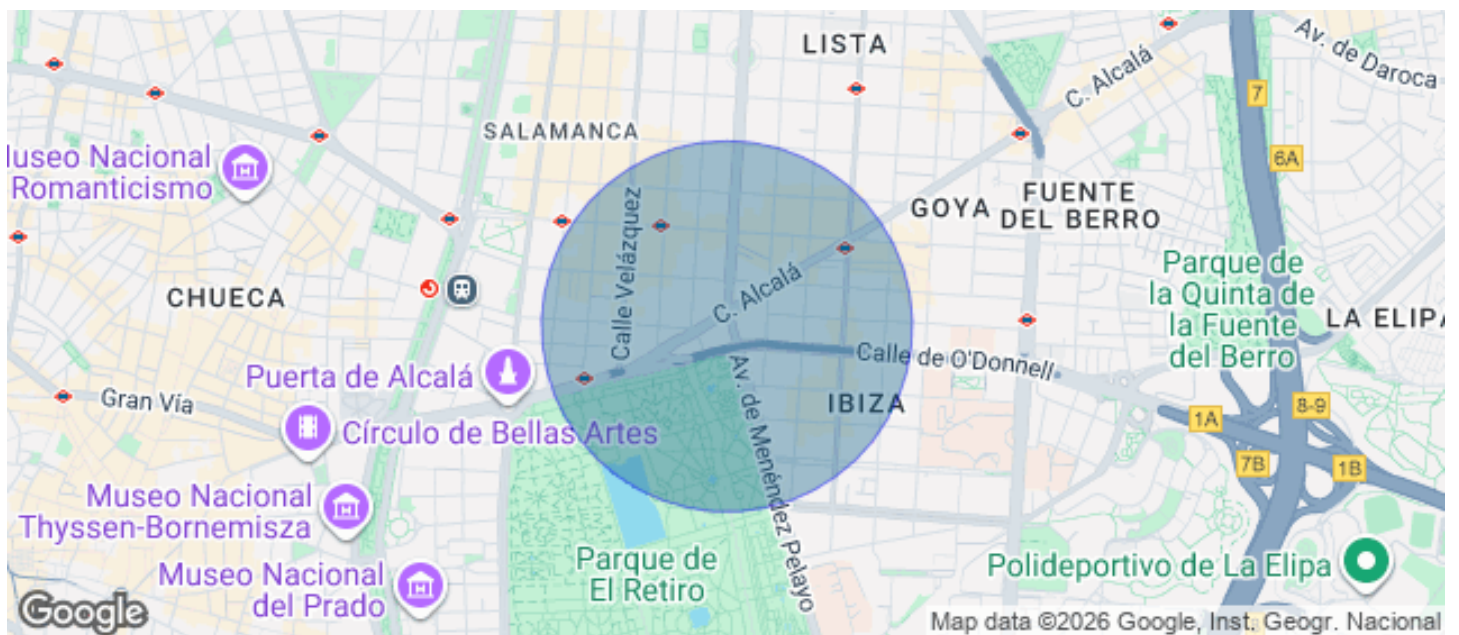 LISTA
Av. de Daroca
C. Alcalá
7
SALAMANCA
6A
Museo Nacional
Romanticismo
FUENTE
DEL BERRO
GOYA
Calle Velázquez
Parque de
la Quinta de
la Fuente
del Berro
CHUECA
C. Alcalá
LA ELIPA
Calle de O'Donnell
Puerta de Alcalá
Av. de Menéndez Pelayo
Gran Vía
IBIZA
8-9
1A
Círculo de Bellas Artes
7B
1B
Museo Nacional
Thyssen-Bornemisza
Parque de
El Retiro
Polideportivo de La Elipa
Museo Nacional
del Prado
Google
Map data ©2026 Google, Inst. Geogr. Nacional